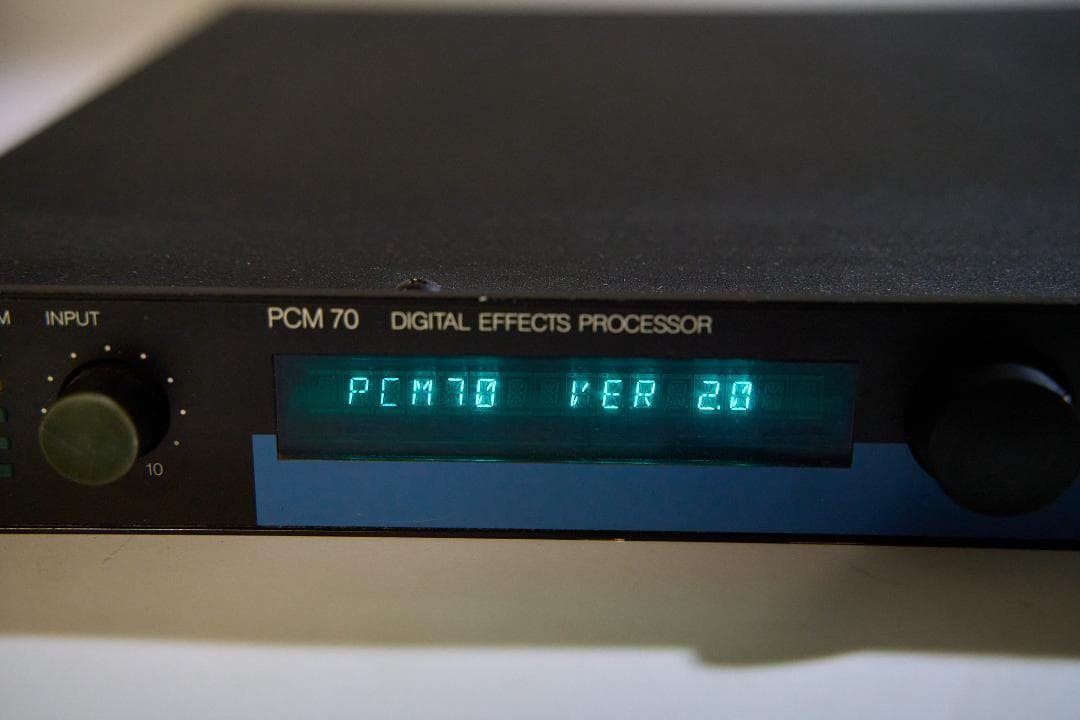 INPUT
PCM 70 DIGITAL EFFECTS PROCESSOR
PCM70 VER 2.0
10